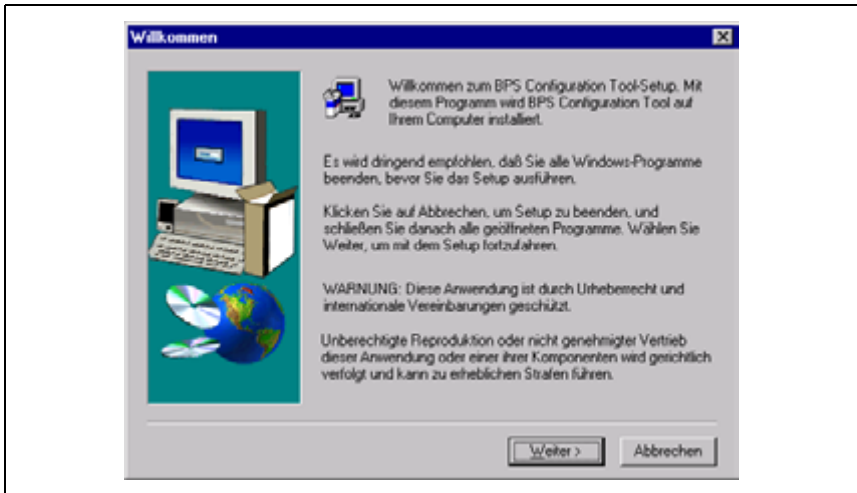 Willkommen
Willkommen zum BPS Configuration Tool-Setup. Mit
diesem Programm wird BPS Configuration Tool auf
Ihrem Computer installiert.
Es wird dringend empfohlen, daß Sie alle Windows-Programme
beenden, bevor Sie das Setup ausführen.
Klicken Sie auf Abbrechen, um Setup zu beenden, und
schließen Sie danach alle geöffneten Programme. Wählen Sie
Weiter, um mit dem Setup fortzufahren.
WARNUNG: Diese Anwendung ist durch Urheberrecht und
internationale Vereinbarungen geschützt.
Unberechtigte Reproduktion oder nicht genehmigter Vertrieb
dieser Anwendung oder einer ihrer Komponenten wird gerichtlich
verfolgt und kann zu erheblichen Strafen führen.
Weiter >
Abbrechen